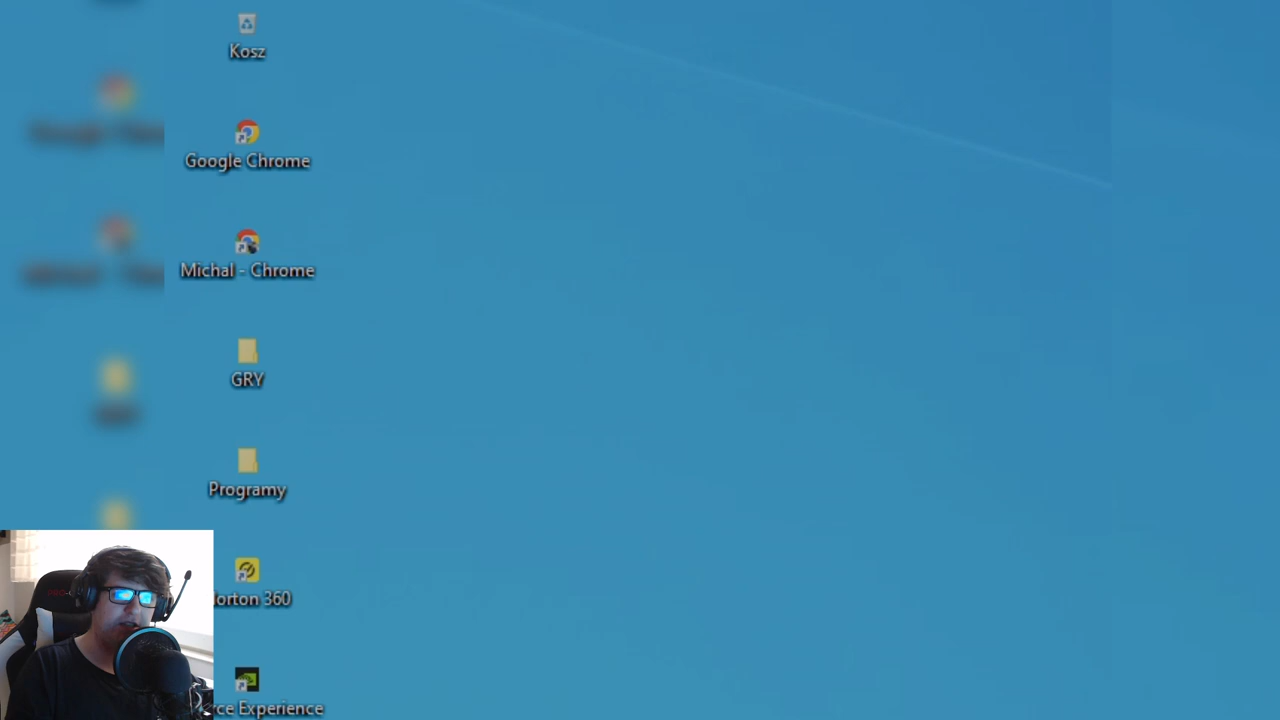 Kosz
Google Chrome
Michal - Chrome
GRY
Programy
orton 360
rce Experience